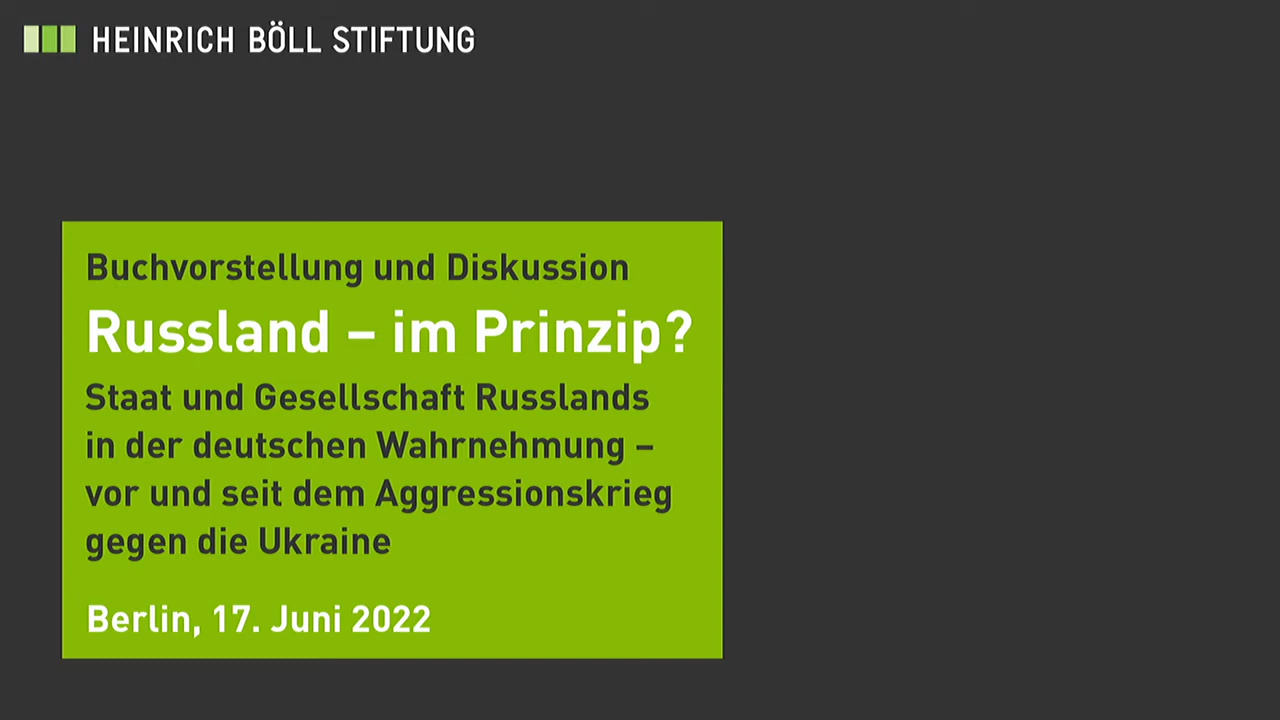 HEINRICH BÖLL STIFTUNG
Buchvorstellung und Diskussion
Russland – im Prinzip?
Staat und Gesellschaft Russlands
in der deutschen Wahrnehmung –
vor und seit dem Aggressionskrieg
gegen die Ukraine
Berlin, 17. Juni 2022